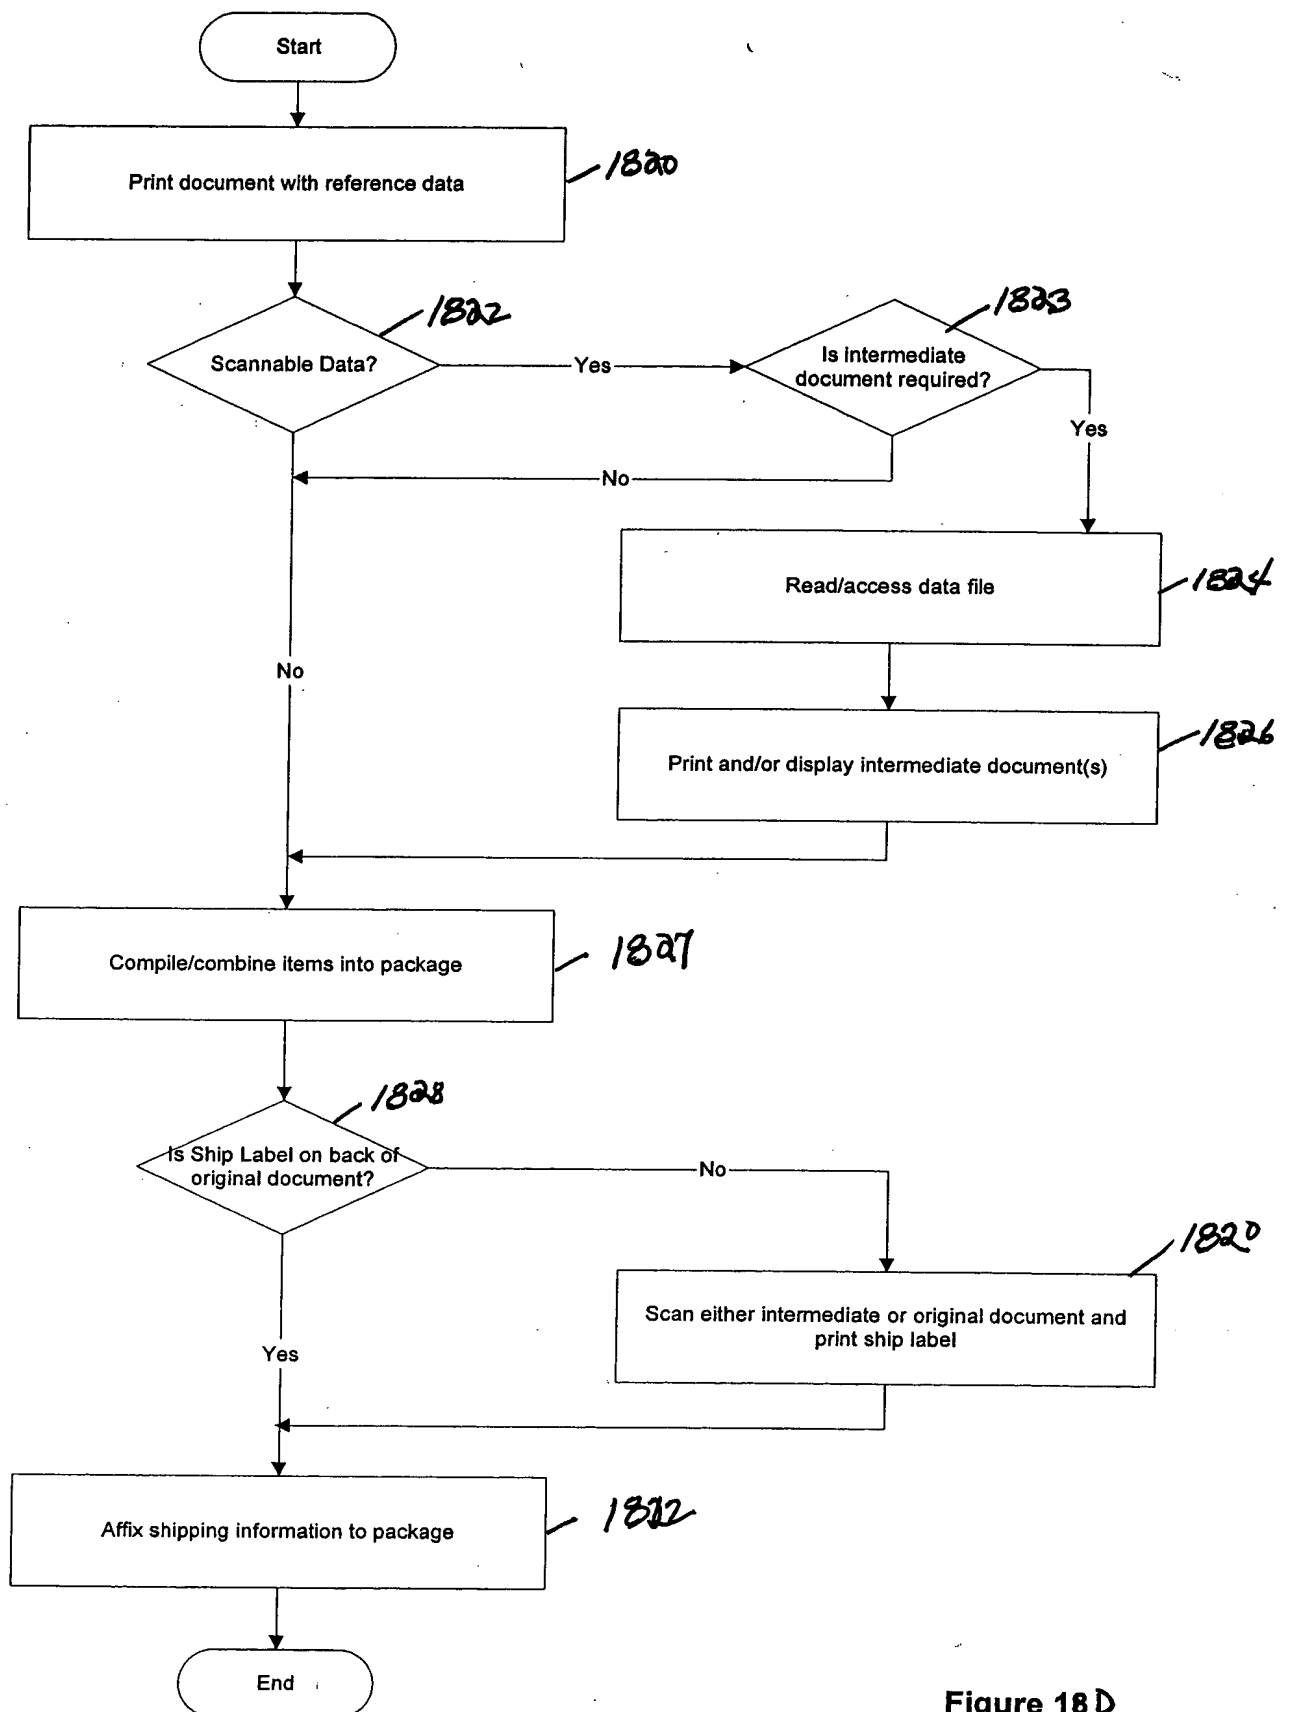 Start
Print document with reference data
1820
Scannable Data?
1822
Yes
Is intermediate
document required?
1823
Yes
No
Read/access data file
1824
No
Print and/or display intermediate document(s)
1826
Compile/combine items into package
1827
Is Ship Label on back of
original document?
1828
No
Scan either intermediate or original document and
print ship label
1820
Yes
Affix shipping information to package
1822
End
Figure 18D